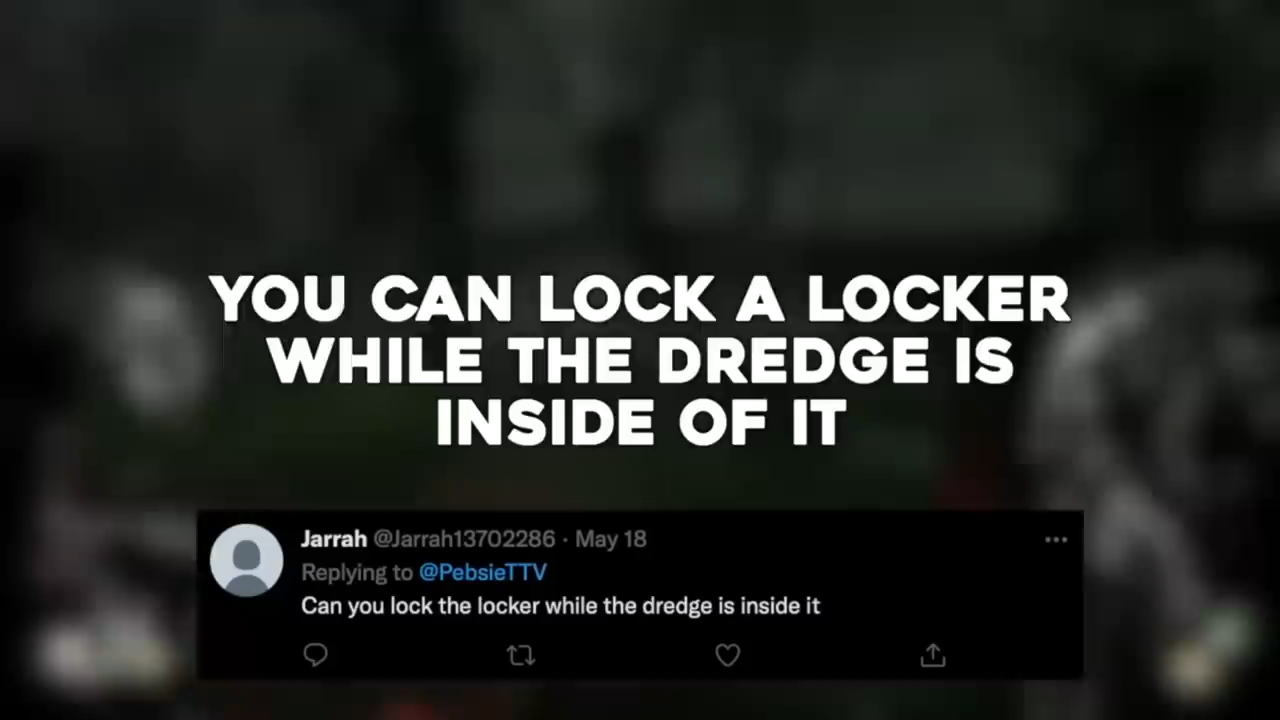 YOU CAN LOCK A LOCKER
WHILE THE DREDGE IS
INSIDE OF IT
Jarrah @Jarrah13702286 · May 18
Replying to @PebsieTTV
Can you lock the locker while the dredge is inside it